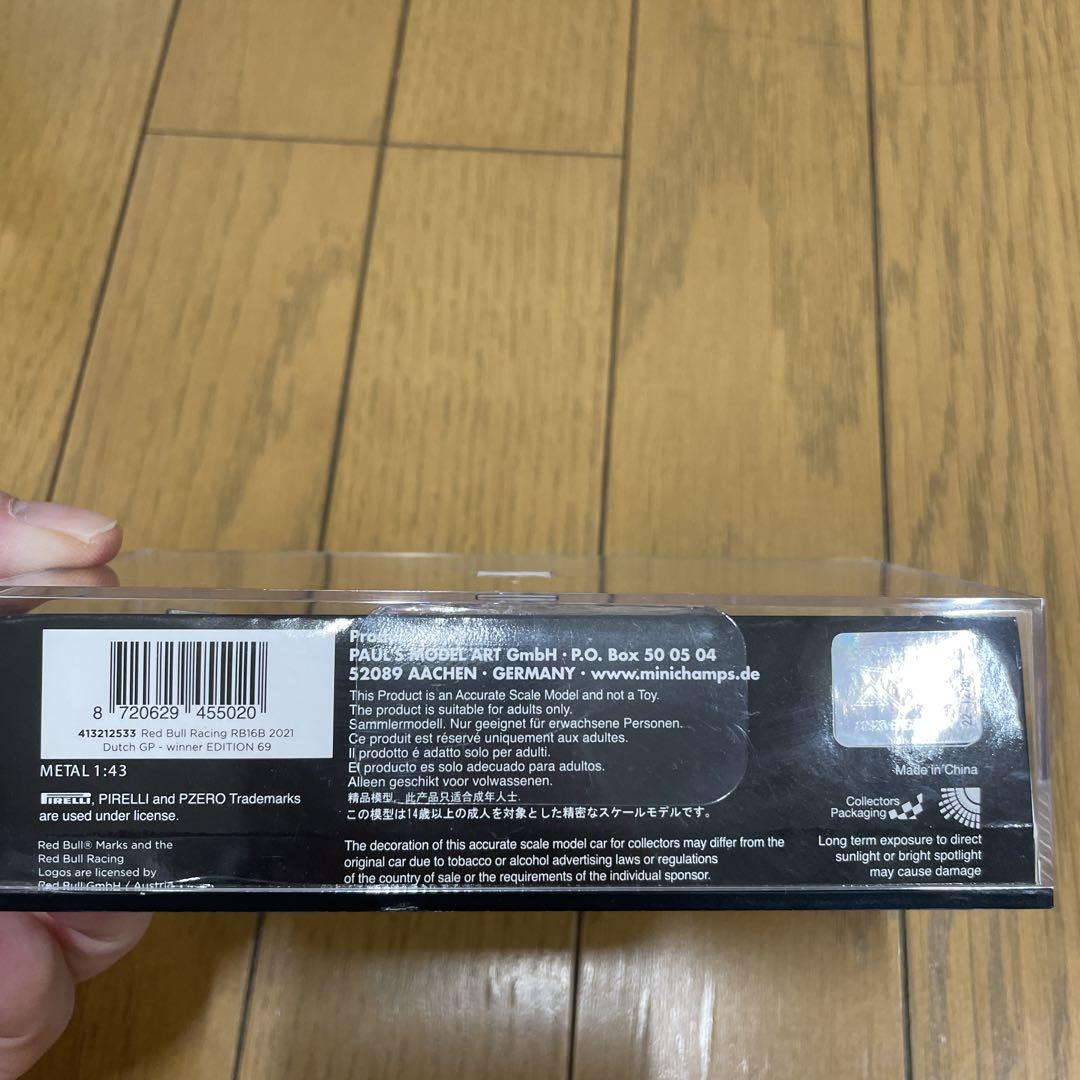 8 720629 455020
413212533 Red Bull Racing RB16B 2021
Dutch GP - winner EDITION 69
METAL 1:43
PIRELLI, PIRELLI and PZERO Trademarks
are used under license.
Red Bull® Marks and the
Red Bull Racing
Logos are licensed by
Red Bull GmbH / Austria
PAUL'S MODEL ART GmbH · P.O. Box 50 05 04
52089 AACHEN · GERMANY · www.minichamps.de
This Product is an Accurate Scale Model and not a Toy.
The product is suitable for adults only.
Sammlermodell. Nur geeignet für erwachsene Personen.
Ce produit est réservé uniquement aux adultes.
Il prodotto é adatto solo per adulti.
El producto es solo adecuado para adultos.
Alleen geschikt voor volwassenen.
精品模型, 此产品只适合成年人士.
この模型は14歳以上の成人を対象とした精密なスケールモデルです。
The decoration of this accurate scale model car for collectors may differ from the
original car due to tobacco or alcohol advertising laws or regulations
of the country of sale or the requirements of the individual sponsor.
Made in China
Collectors
Packaging
Long term exposure to direct
sunlight or bright spotlight
may cause damage